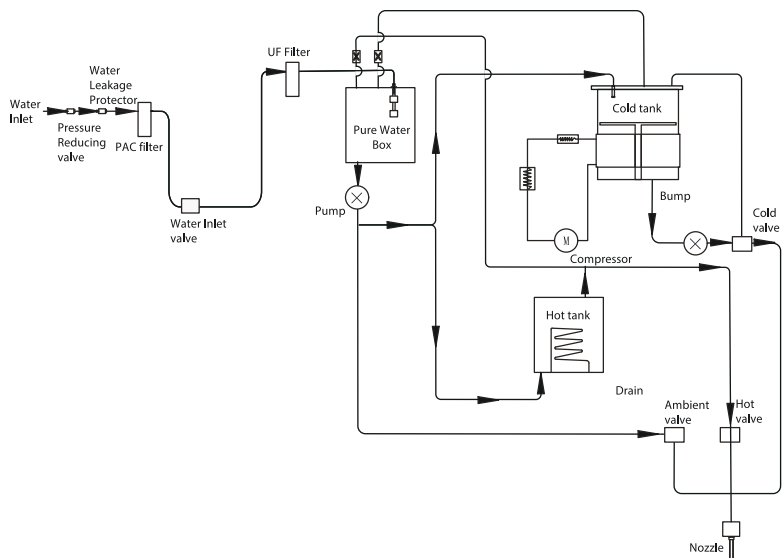 UF Filter
Water
Leakage
Protector
Water
Inlet
Pressure
Reducing
valve
PAC filter
Water Inlet
valve
Pure Water
Box
Pump
Cold tank
Bump
Cold
valve
M
Compressor
Hot tank
Drain
Ambient
valve
Hot
valve
Nozzle